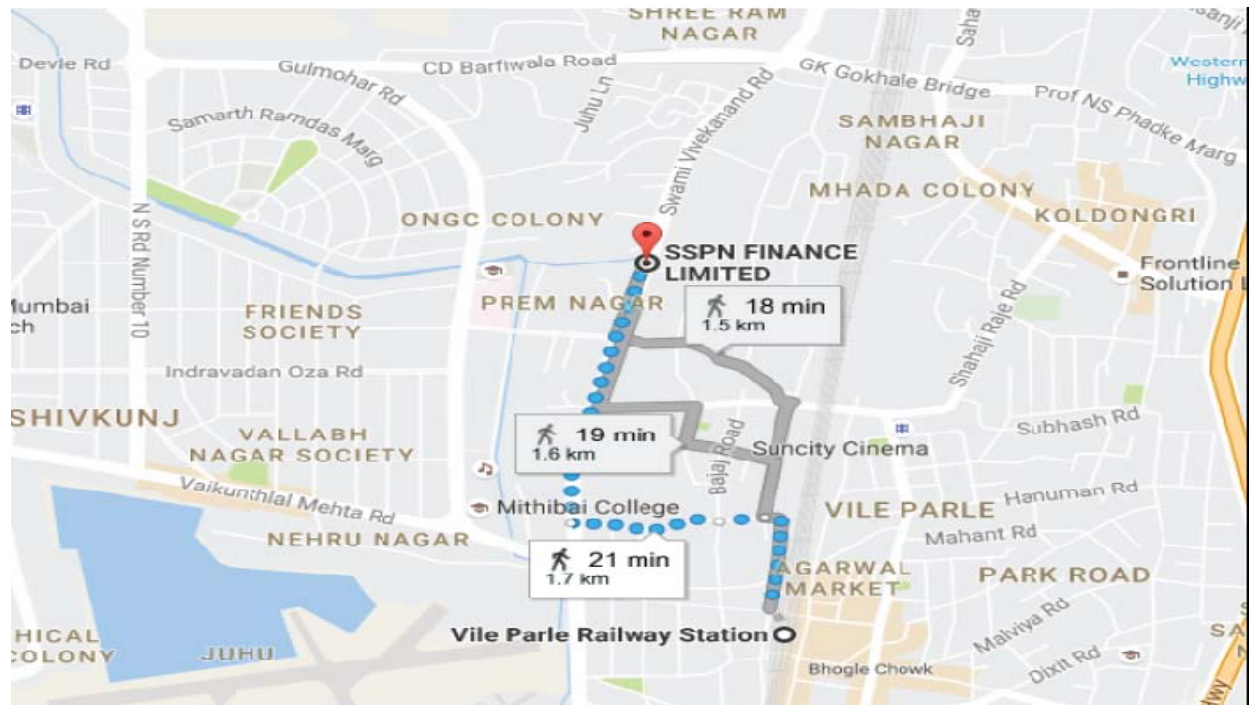 SHREE RAM
NAGAR
Devle Rd
Gulmohar Rd
CD Barfiwala Road
Juhu Ln
Swami Vivekanand Rd
GK Gokhale Bridge
Prof NS Phadke Marg
Western
Highw
Samarth Ramdas Marg
SAMBHAJI
NAGAR
MHADA COLONY
KOLDONGRI
N S Rd Number 10
ONGC COLONY
SSPN FINANCE
LIMITED
Frontline
Solution L
Mumbai
ch
FRIENDS
SOCIETY
PREM NAGAR
18 min
1.5 km
Shahaji Raje Rd
Indravadan Oza Rd
SHIVKUNJ
VALLABH
NAGAR SOCIETY
19 min
1.6 km
Bajaj Road
Suncity Cinema
Subhash Rd
Vaikunthlal Mehta Rd
Mithibai College
VILE PARLE
Hanuman Rd
Mahant Rd
NEHRU NAGAR
21 min
1.7 km
AGARWAL
MARKET
PARK ROAD
Vile Parle Railway Station
Malviya Rd
Dixit Rd
HICAL
COLONY
JUHU
Bhogle Chowk
Hwy